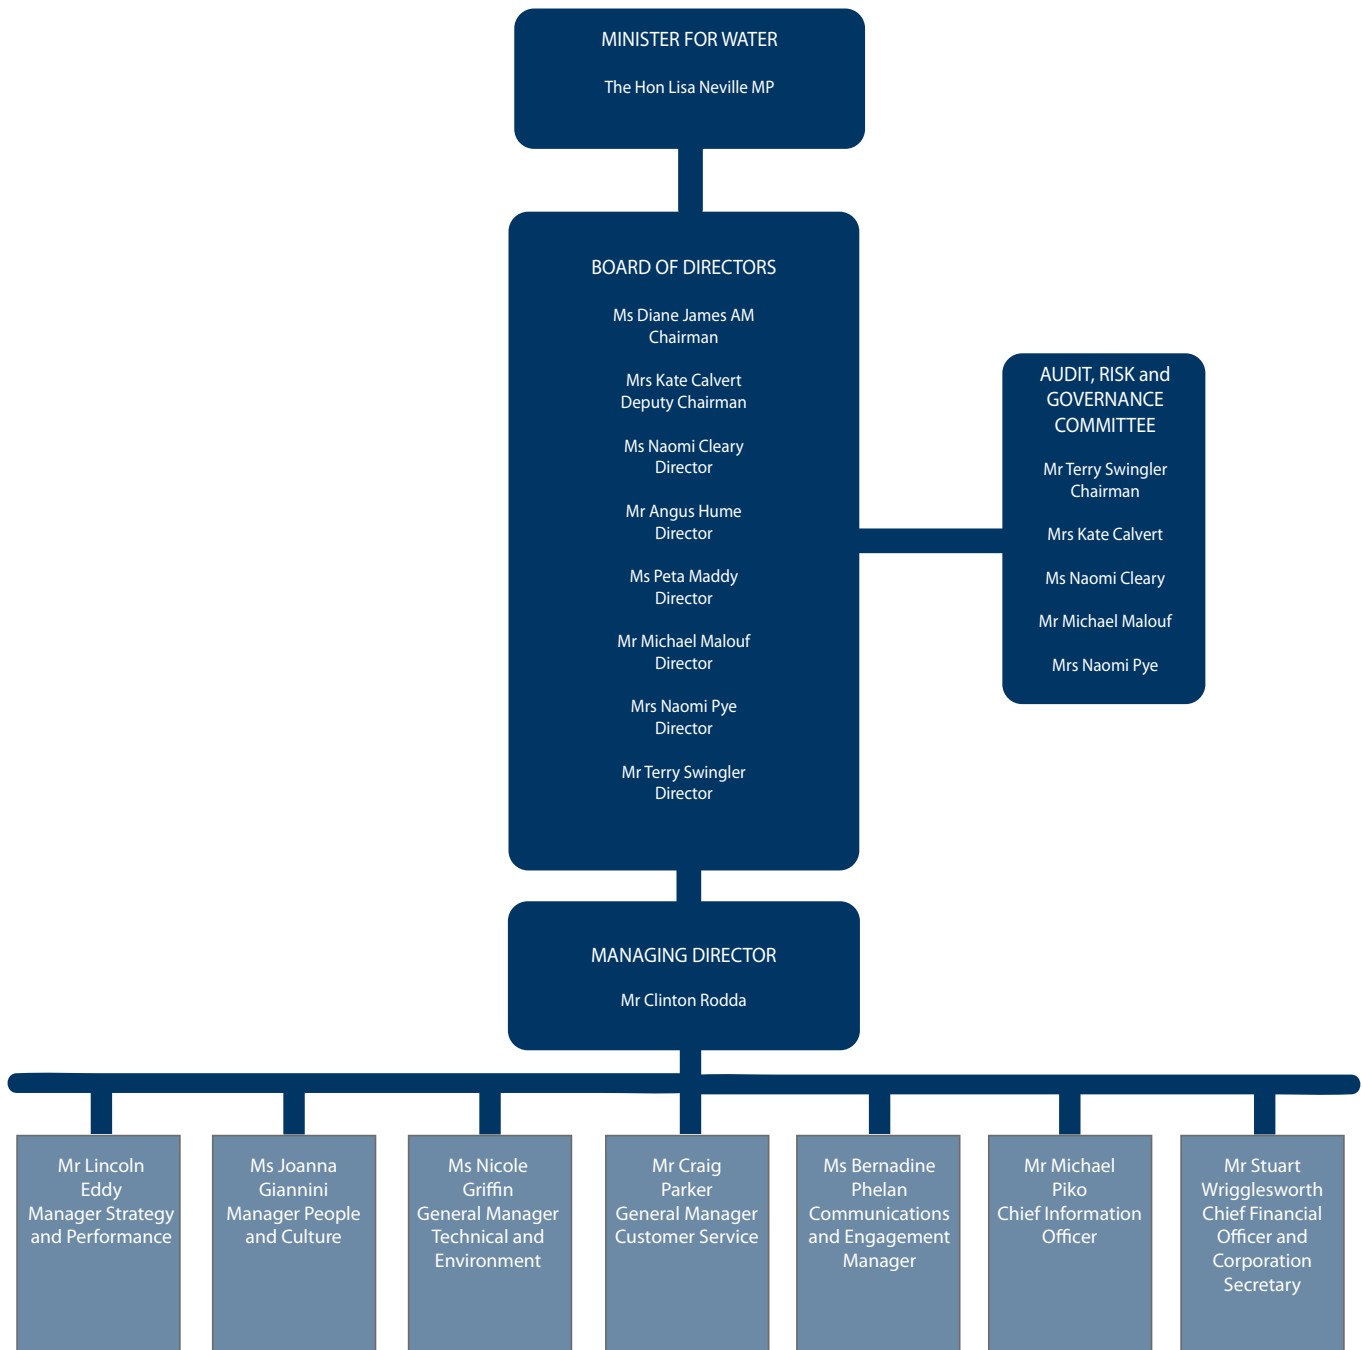 MINISTER FOR WATER
The Hon Lisa Neville MP
BOARD OF DIRECTORS
Ms Diane James AM
Chairman
Mrs Kate Calvert
Deputy Chairman
Ms Naomi Cleary
Director
Mr Angus Hume
Director
Ms Peta Maddy
Director
Mr Michael Malouf
Director
Mrs Naomi Pye
Director
Mr Terry Swingler
Director
AUDIT, RISK and
GOVERNANCE
COMMITTEE
Mr Terry Swingler
Chairman
Mrs Kate Calvert
Ms Naomi Cleary
Mr Michael Malouf
Mrs Naomi Pye
MANAGING DIRECTOR
Mr Clinton Rodda
Mr Lincoln
Eddy
Manager Strategy
and Performance
Ms Joanna
Giannini
Manager People
and Culture
Ms Nicole
Griffin
General Manager
Technical and
Environment
Mr Craig
Parker
General Manager
Customer Service
Ms Bernadine
Phelan
Communications
and Engagement
Manager
Mr Michael
Piko
Chief Information
Officer
Mr Stuart
Wrigglesworth
Chief Financial
Officer and
Corporation
Secretary